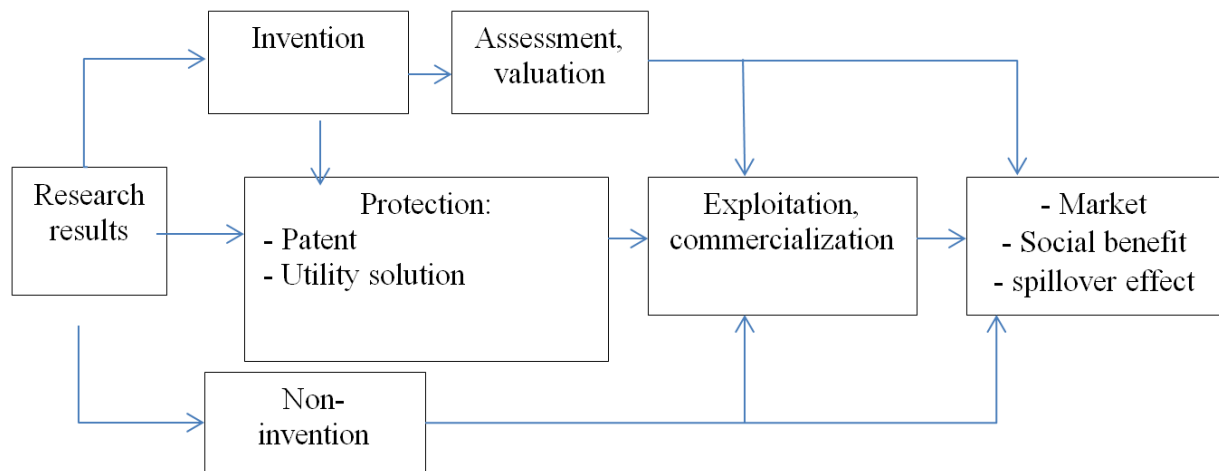 Invention
Assessment,
valuation
Research
results
Protection:
- Patent
- Utility solution
Exploitation,
commercialization
- Market
- Social benefit
- spillover effect
Non-
invention